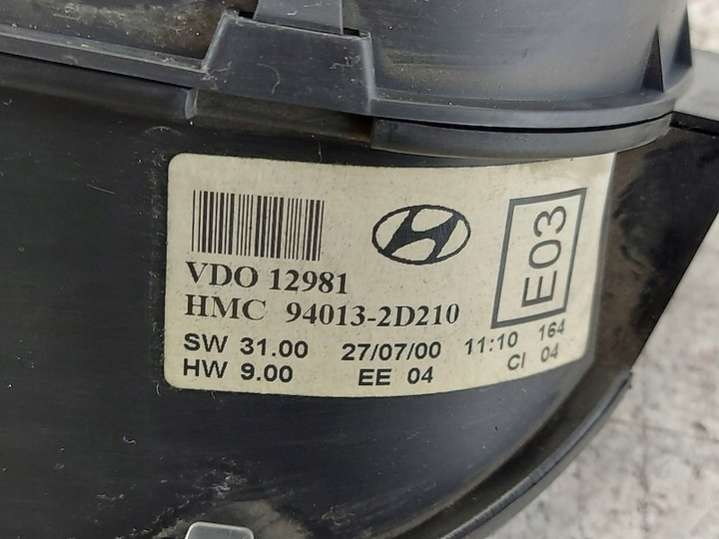 VDO 12981
HMC 94013-2D210
E03
SW 31.00 27/07/00 11:10 164
HW 9.00 EE 04 CI 04